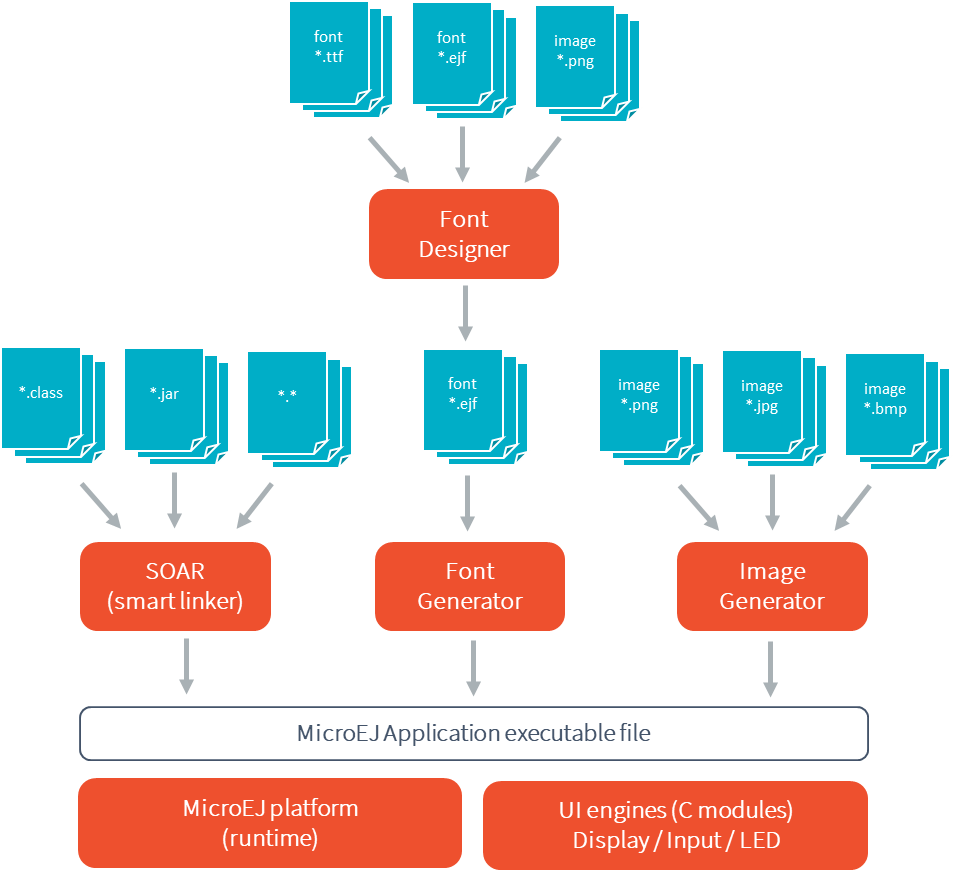 font
*.ttf
font
*.ejf
image
*.png
Font
Designer
*.class
*.jar
*.*
font
*.ejf
image
*.png
image
*.jpg
image
*.bmp
SOAR
(smart linker)
Font
Generator
Image
Generator
MicroEJ Application executable file
MicroEJ platform
(runtime)
UI engines (C modules)
Display / Input / LED